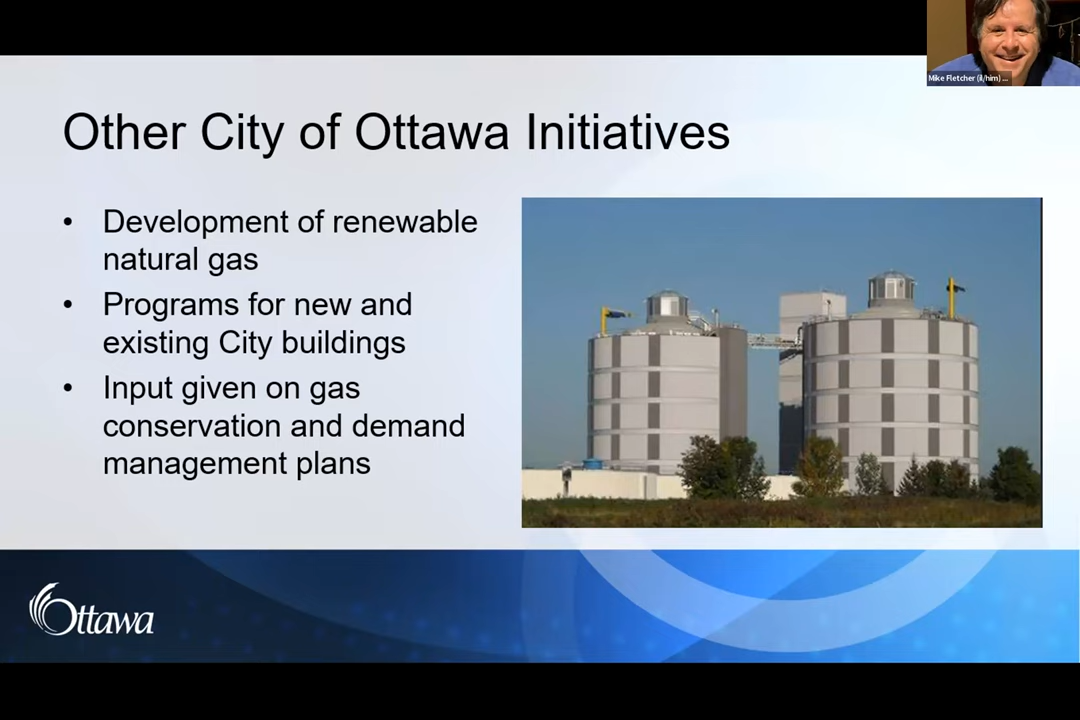 Mike Fletcher (il/him) ...
Other City of Ottawa Initiatives
• Development of renewable
natural gas
• Programs for new and
existing City buildings
• Input given on gas
conservation and demand
management plans
Ottawa